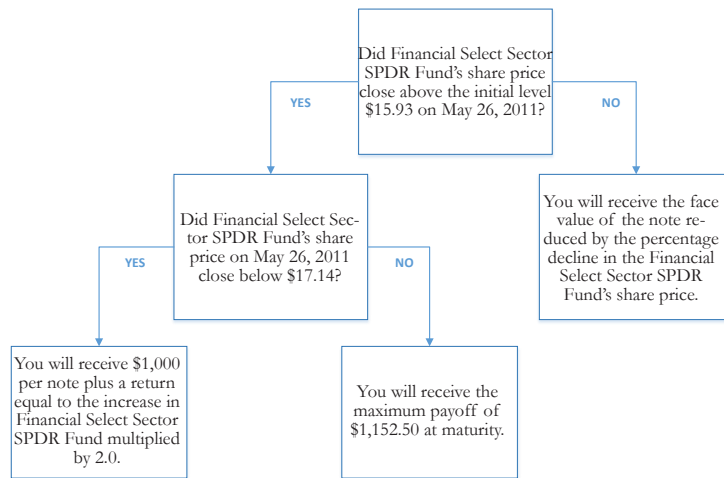 Did Financial Select Sector
SPDR Fund's share price
close above the initial level
$15.93 on May 26, 2011?
YES
NO
Did Financial Select Sec-
tor SPDR Fund's share
price on May 26, 2011
close below $17.14?
You will receive the face
value of the note re-
duced by the percentage
decline in the Financial
Select Sector SPDR
Fund's share price.
YES
NO
You will receive $1,000
per note plus a return
equal to the increase in
Financial Select Sector
SPDR Fund multiplied
by 2.0.
You will receive the
maximum payoff of
$1,152.50 at maturity.